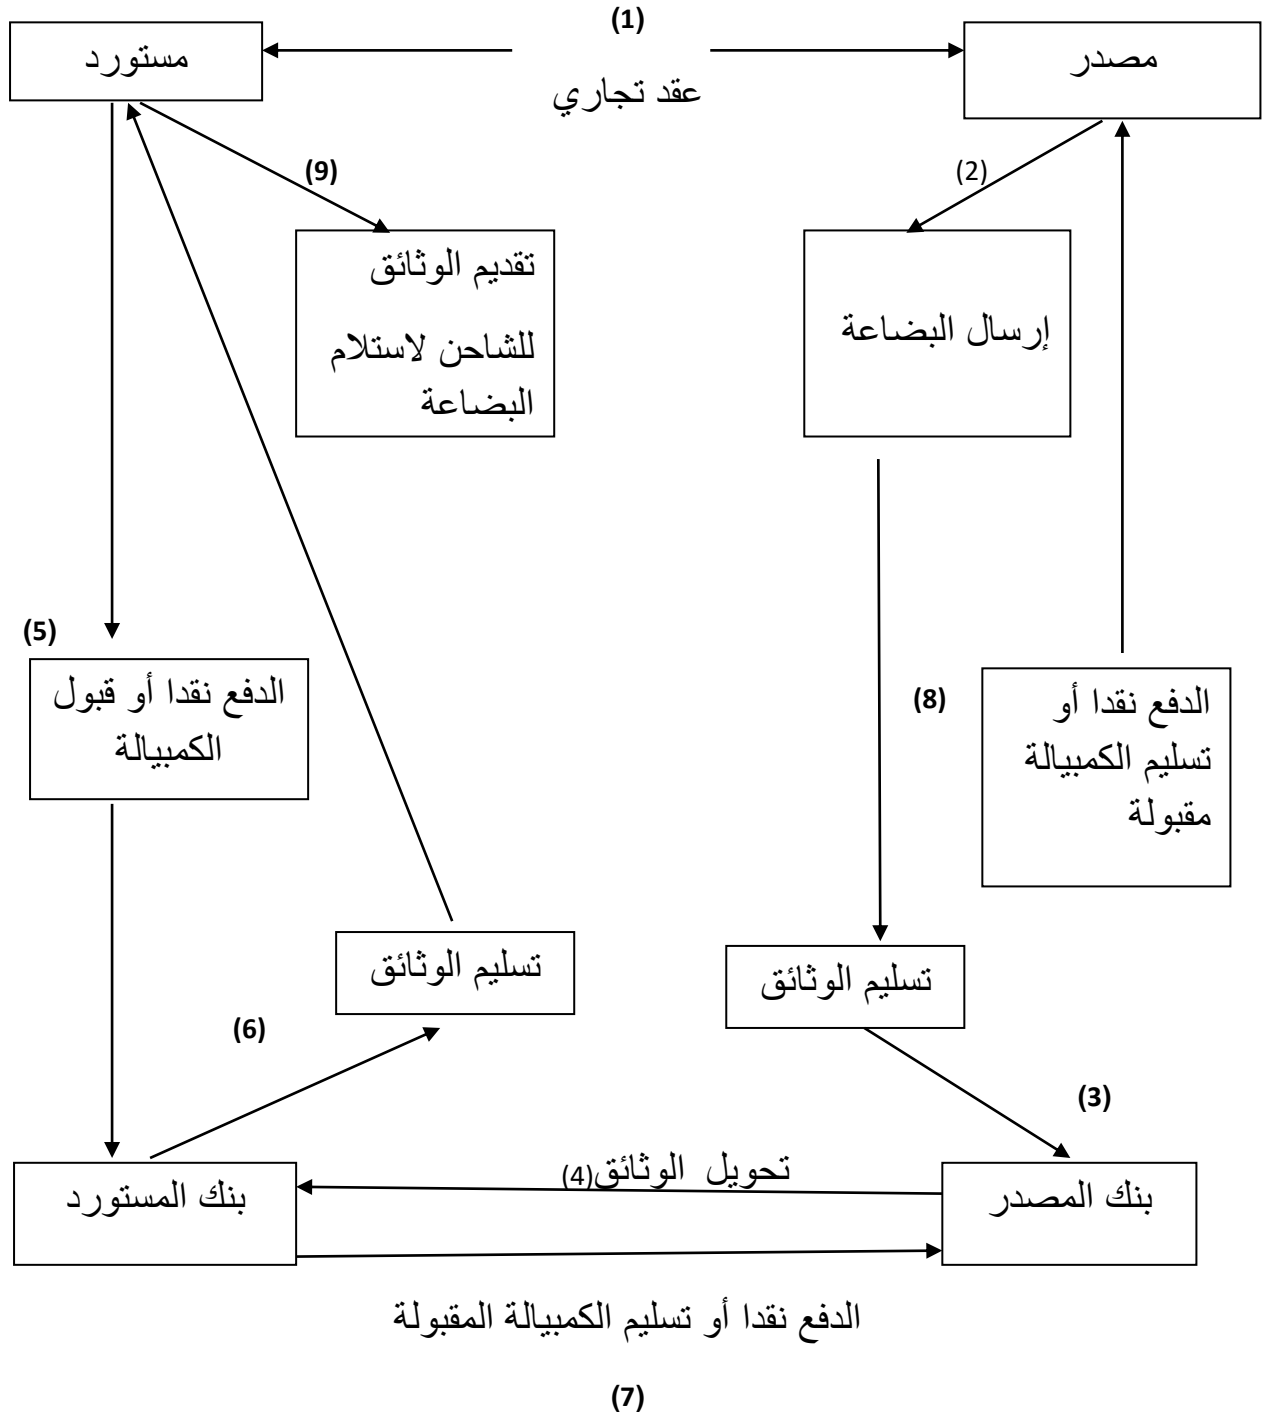 (1)
مصدر
مستورد
عقد تجاري
(2)
(9)
إرسال البضاعة
تقديم الوثائق
للشاحن لاستلام
البضاعة
(5)
(8)
الدفع نقدا أو
تسليم الكمبيالة
مقبولة
الدفع نقدا أو قبول
الكمبيالة
تسليم الوثائق
تسليم الوثائق
(6)
(3)
تحويل الوثائق(4)
بنك المصدر
بنك المستورد
الدفع نقدا أو تسليم الكمبيالة المقبولة
(7)